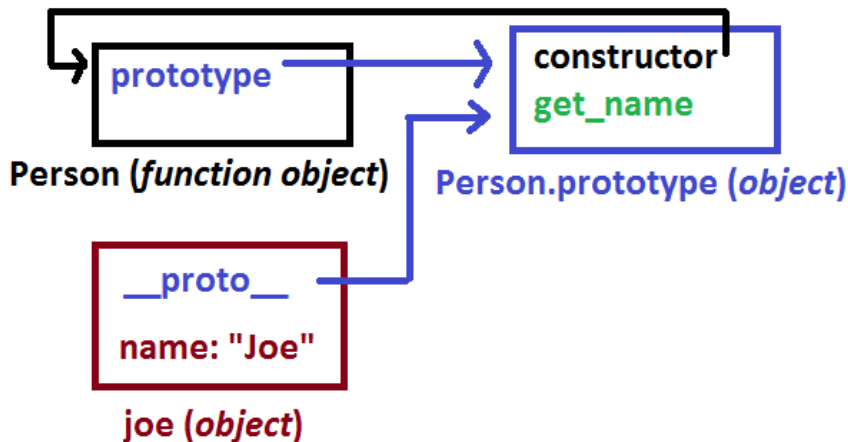 prototype
Person (function object)
constructor
get_name
Person.prototype (object)
__proto__
name: "Joe"
joe (object)